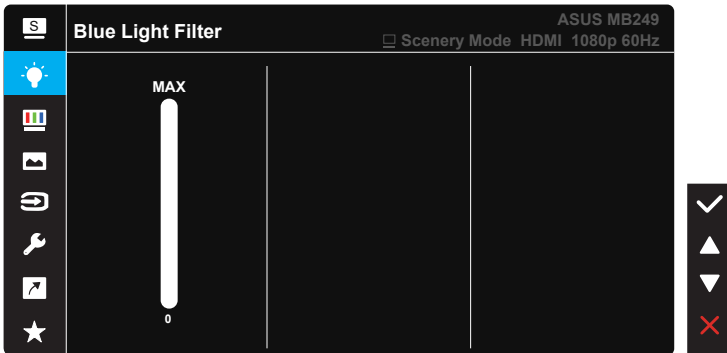 S
Blue Light Filter
ASUS MB249
Scenery Mode HDMI 1080p 60Hz
MAX
0